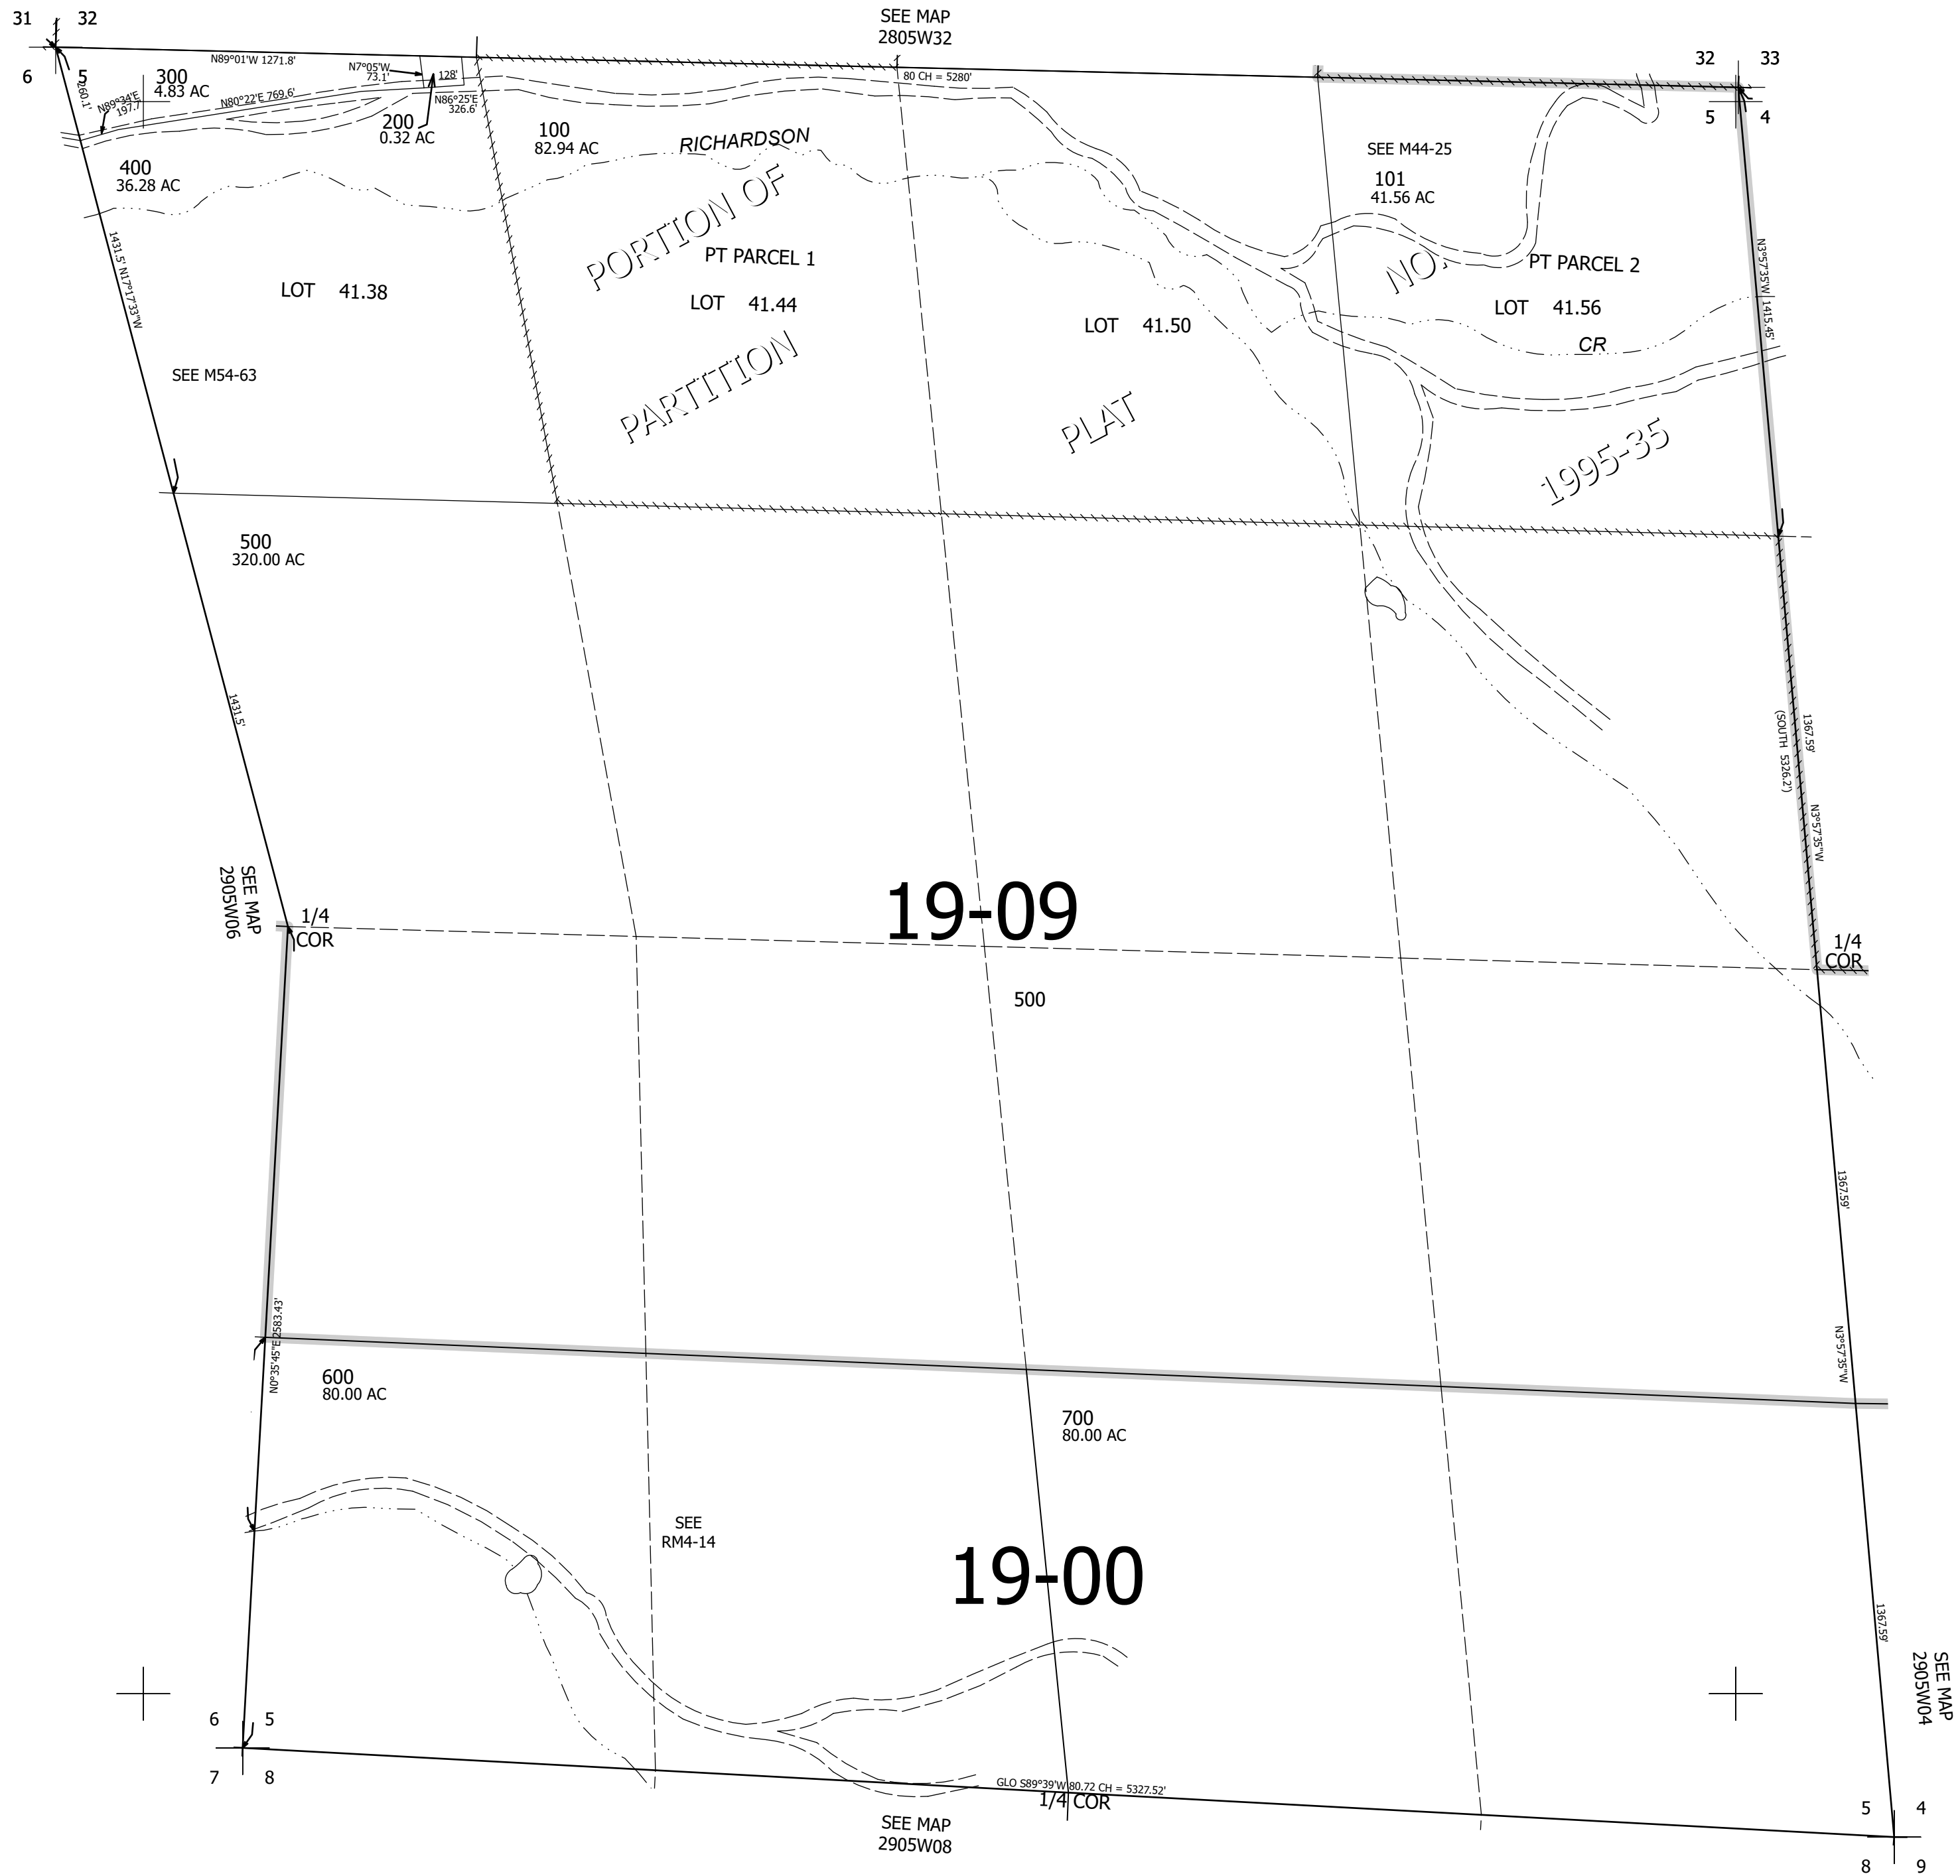 31 32
SEE MAP
2805W32
32 33
6 5
5 4
N89°01'W 1271.8'
N7°05'W
73.1'
128'
80 CH = 5280'
260.1'
N89°34'E
197.7'
300
4.83 AC
N80°22'E 769.6'
N86°25'E
326.6'
200
0.32 AC
100
82.94 AC
RICHARDSON
SEE M44-25
101
41.56 AC
400
36.28 AC
PORTION OF
PT PARCEL 1
NO.
PT PARCEL 2
1431.5' N17°17'33"W
N3°57'35"W 1415.45'
LOT 41.38
LOT 41.44
LOT 41.50
LOT 41.56
CR
SEE M54-63
PARTITION
PLAT
1995-35
500
320.00 AC
1431.5'
1367.59'
(SOUTH 5326.2')
N3°57'35"W
SEE MAP
2905W06
1/4
COR
19-09
1/4
COR
500
1367.59'
N0°35'45"E 2583.43'
N3°57'35"W
600
80.00 AC
700
80.00 AC
SEE
RM4-14
19-00
1367.59'
SEE MAP
2905W04
6 5
7 8
GLO S89°39'W 80.72 CH = 5327.52'
1/4 COR
SEE MAP
2905W08
5 4
8 9